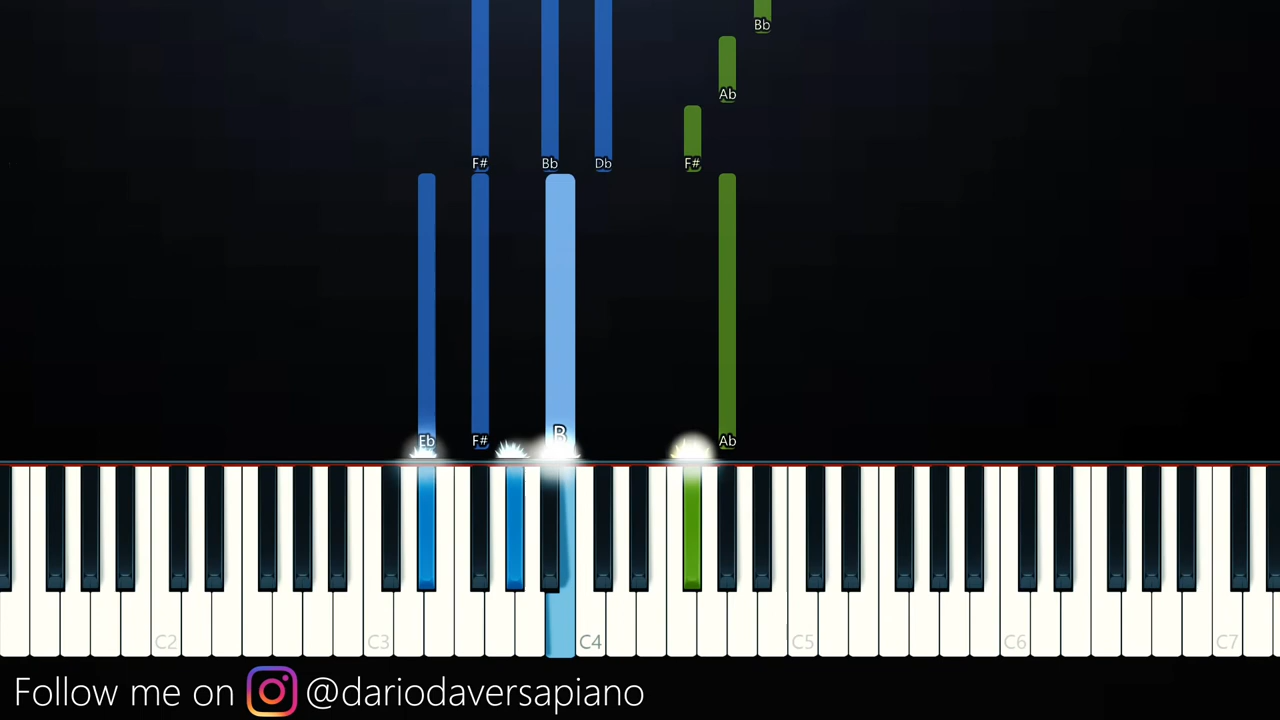 Bb
Ab
F# Bb Db F#
Eb F# B Ab
C2 C3 C4 C5 C6 C7
Follow me on @dariodaversapiano